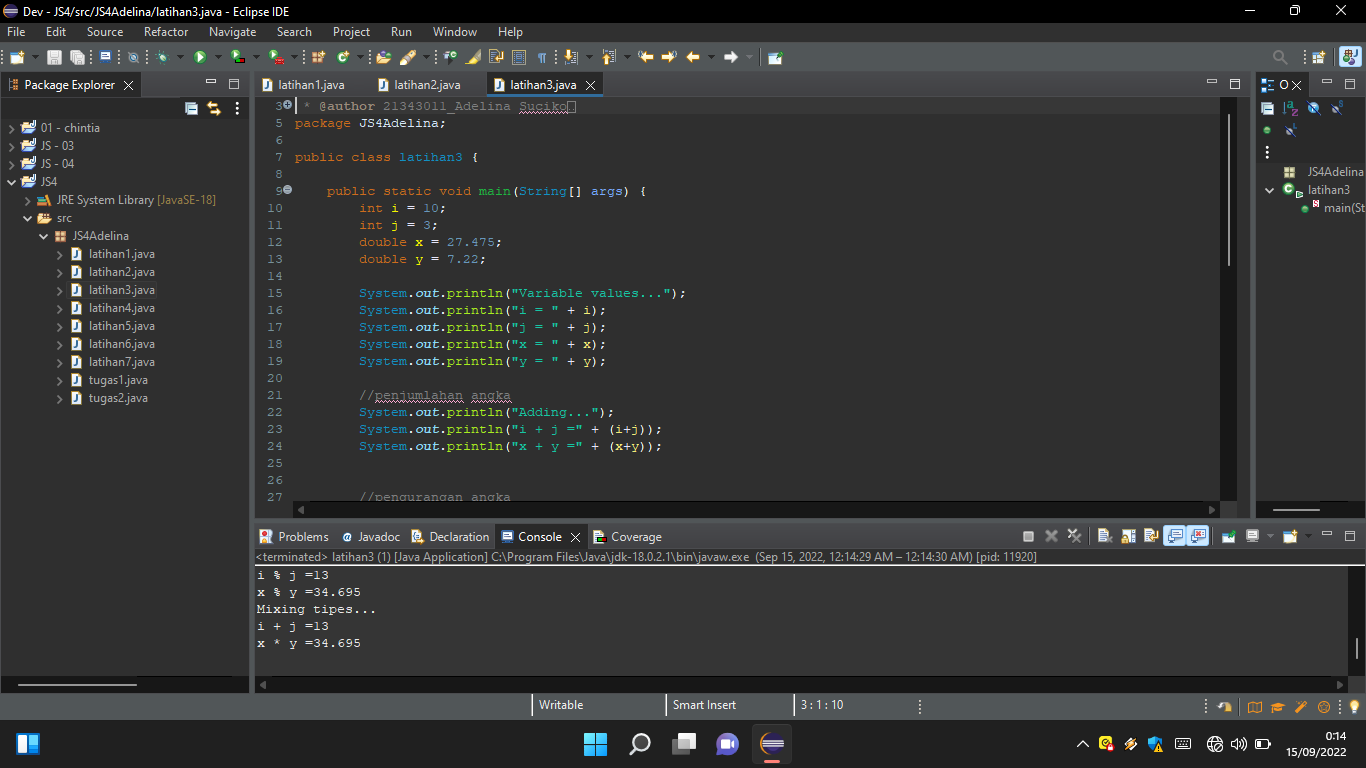 Dev - JS4/src/JS4Adelina/latihan3.java - Eclipse IDE
File Edit Source Refactor Navigate Search Project Run Window Help
Package Explorer
latihan1.java
latihan2.java
latihan3.java
01 - chintia
JS - 03
JS - 04
JS4
JRE System Library [JavaSE-18]
src
JS4Adelina
latihan1.java
latihan2.java
latihan3.java
latihan4.java
latihan5.java
latihan6.java
latihan7.java
tugas1.java
tugas2.java
3 * @author 21343011_Adelina Suciko
5 package JS4Adelina;
6
7 public class latihan3 {
8
9 public static void main(String[] args) {
10 int i = 10;
11 int j = 3;
12 double x = 27.475;
13 double y = 7.22;
14
15 System.out.println("Variable values...");
16 System.out.println("i = " + i);
17 System.out.println("j = " + j);
18 System.out.println("x = " + x);
19 System.out.println("y = " + y);
20
21 //penjumlahan angka
22 System.out.println("Adding...");
23 System.out.println("i + j =" + (i+j));
24 System.out.println("x + y =" + (x+y));
25
26
27 //pengurangan angka
O
JS4Adelina
latihan3
main(St
Problems Javadoc Declaration Console Coverage
<terminated> latihan3 (1) [Java Application] C:\Program Files\Java\jdk-18.0.2.1\bin\javaw.exe (Sep 15, 2022, 12:14:29 AM – 12:14:30 AM) [pid: 11920]
i % j =13
x % y =34.695
Mixing tipes...
i + j =13
x * y =34.695
Writable
Smart Insert
3 : 1 : 10
0:14
15/09/2022